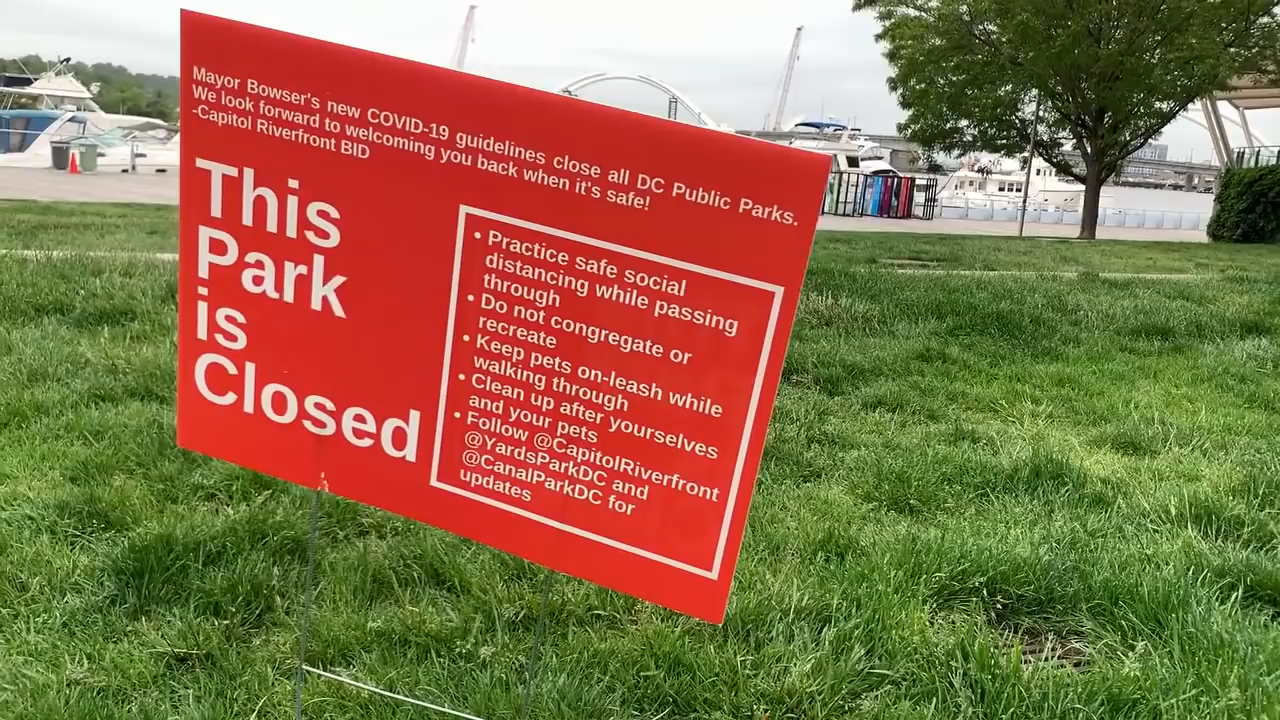 Mayor Bowser's new COVID-19 guidelines close all DC Public Parks.
We look forward to welcoming you back when it's safe!
-Capitol Riverfront BID
This
Park
is
Closed
• Practice safe social
distancing while passing
through
• Do not congregate or
recreate
• Keep pets on-leash while
walking through
• Clean up after yourselves
and your pets
• Follow @CapitolRiverfront
@YardsParkDC and
@CanalParkDC for
updates